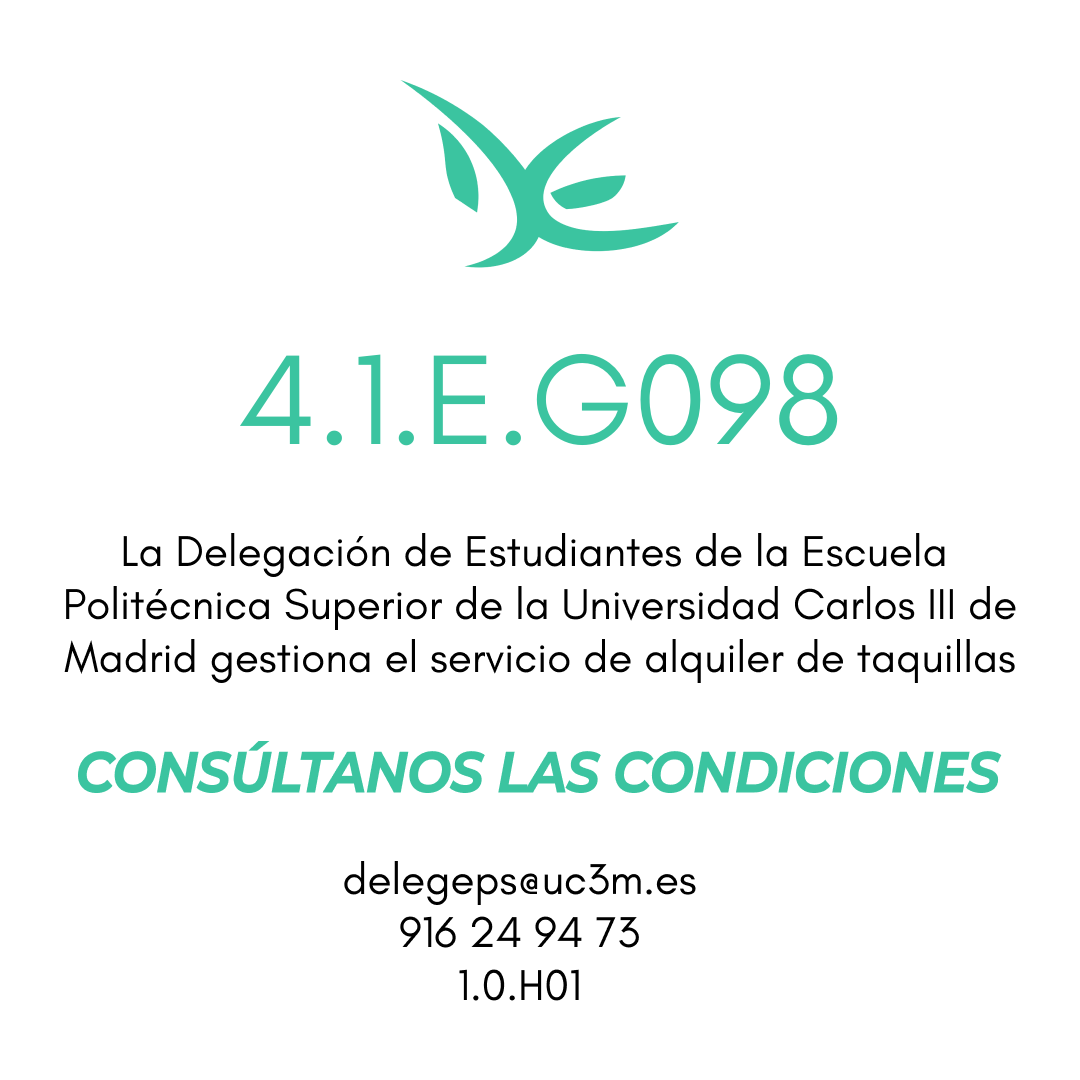 4.1.E.G098
La Delegación de Estudiantes de la Escuela
Politécnica Superior de la Universidad Carlos III de
Madrid gestiona el servicio de alquiler de taquillas
CONSÚLTANOS LAS CONDICIONES
delegeps@uc3m.es
916 24 94 73
1.0.H01